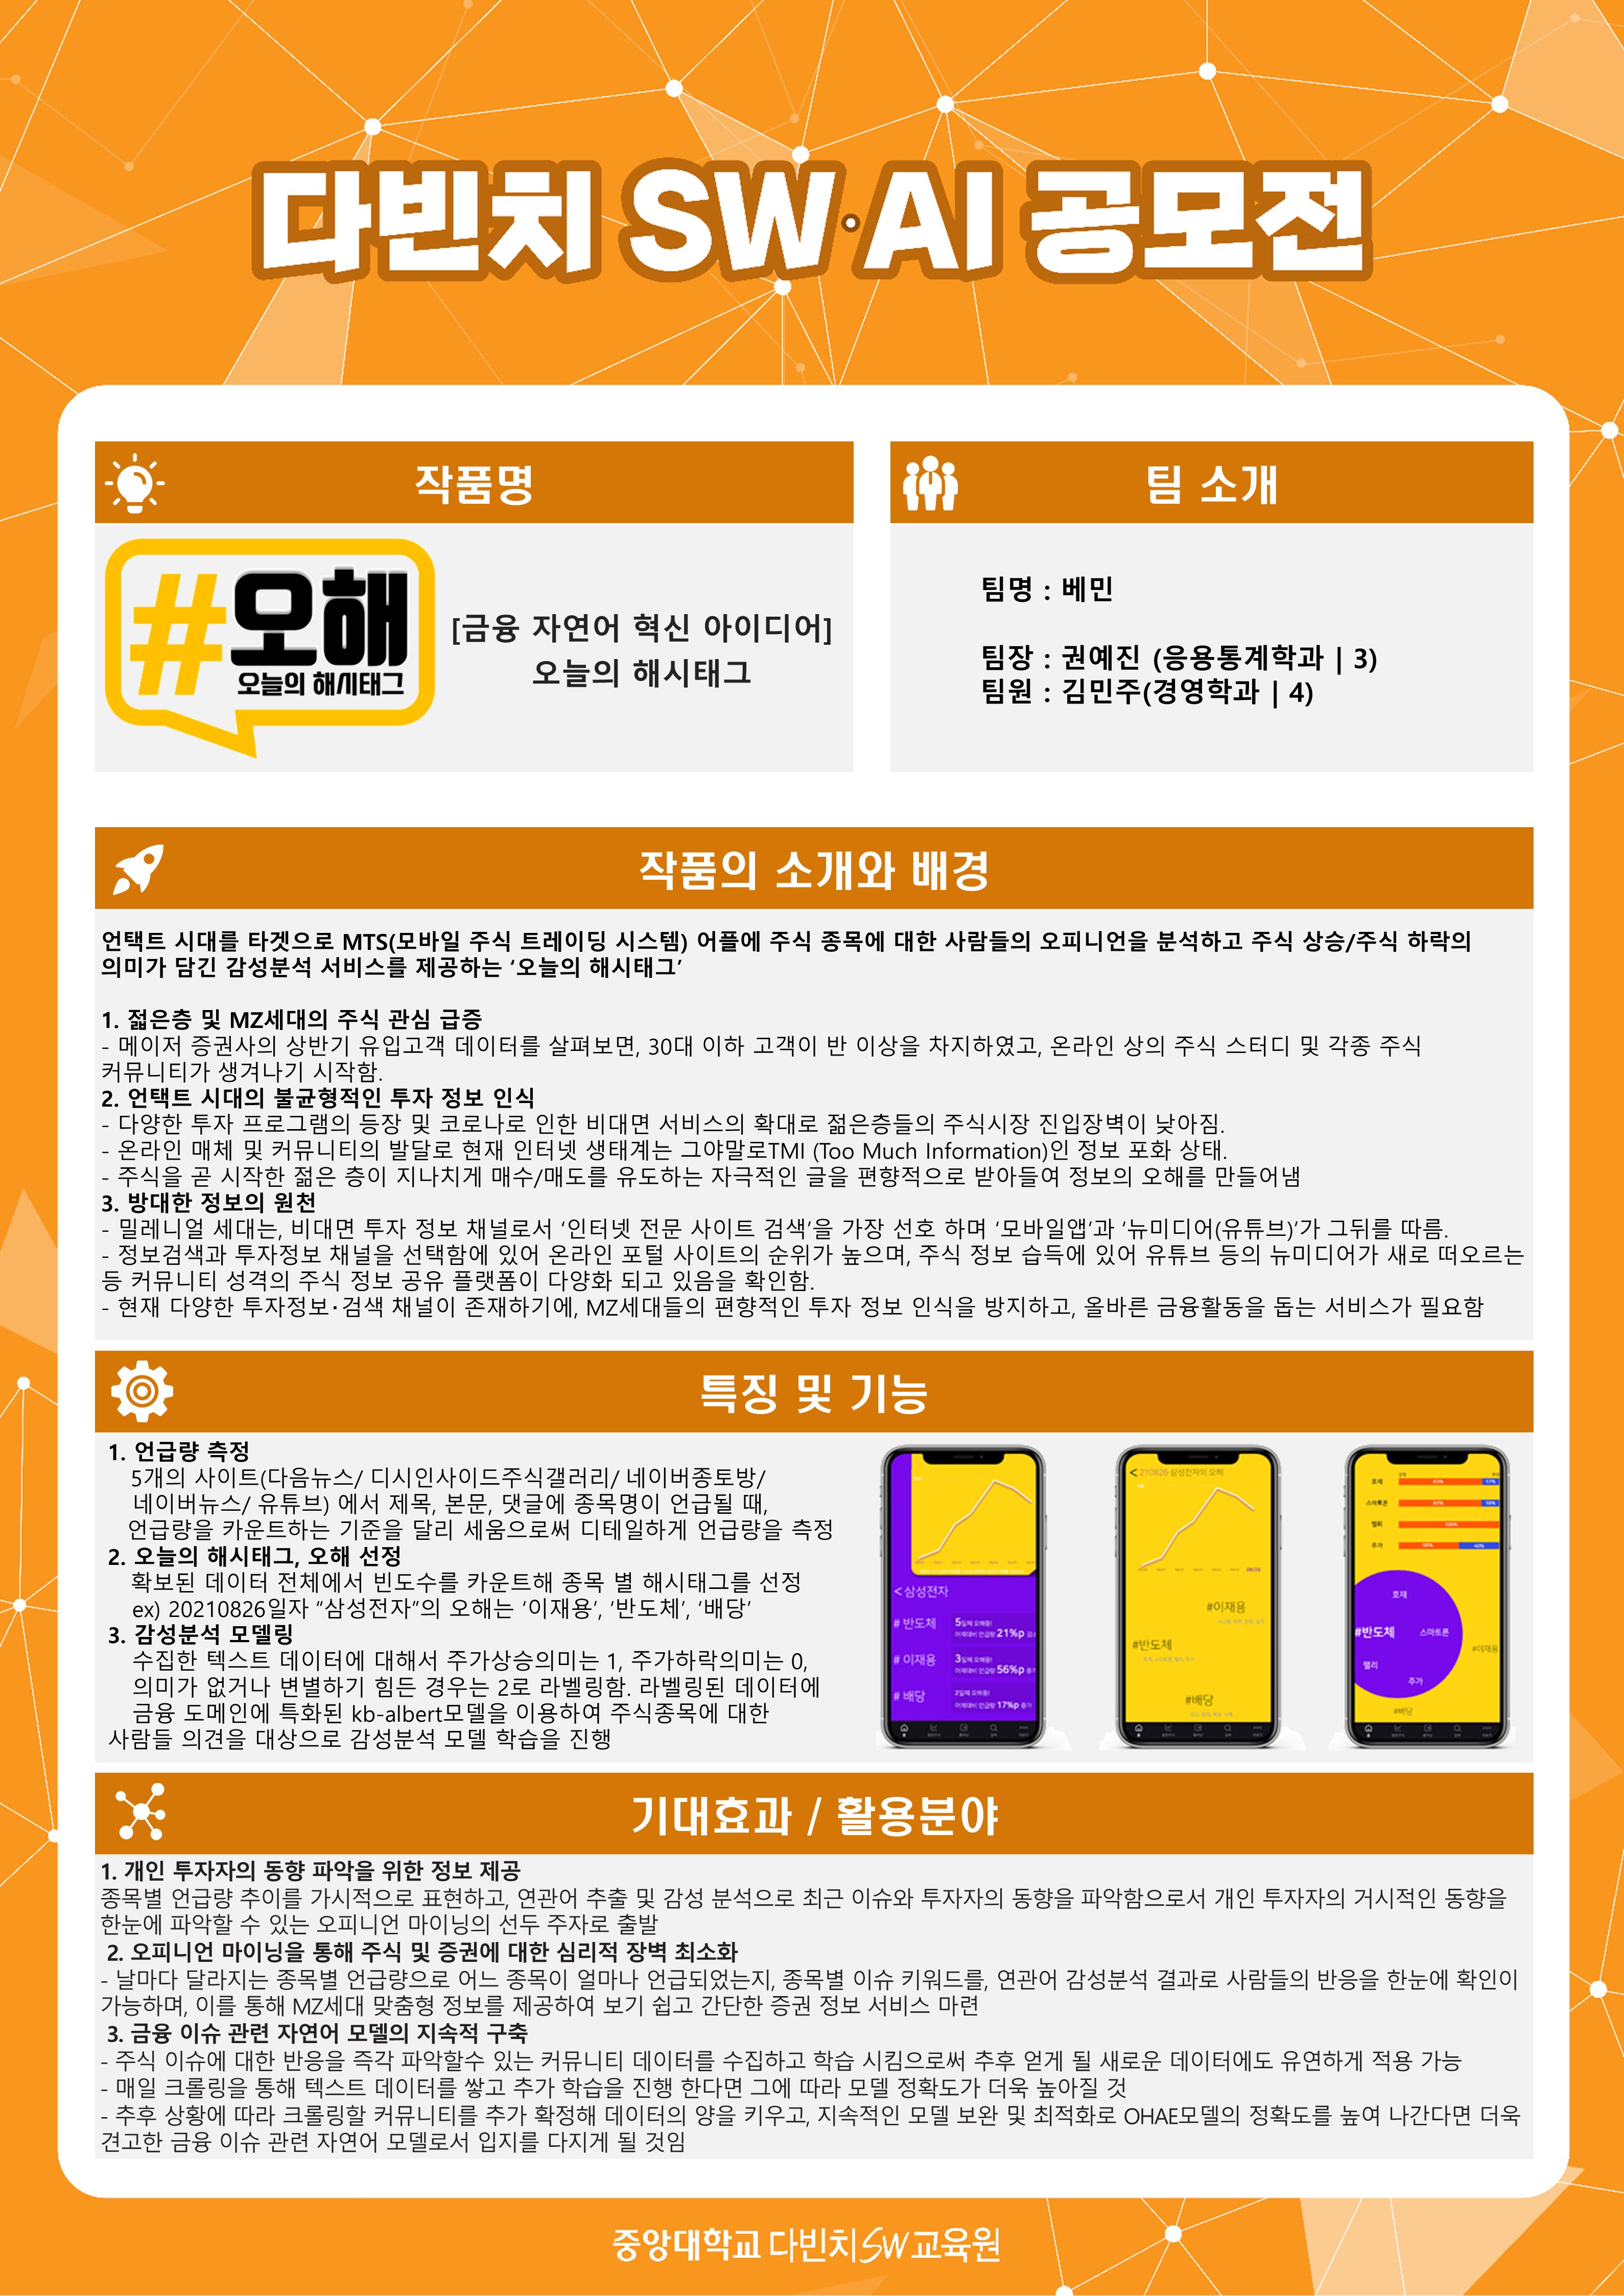 다빈치 SW·AI 공모전
작품명
#오해
오늘의 해시태그
[금융 자연어 혁신 아이디어]
오늘의 해시태그
팀 소개
팀명 : 베민
팀장 : 권예진 (응용통계학과 | 3)
팀원 : 김민주(경영학과 | 4)
작품의 소개와 배경
언택트 시대를 타겟으로 MTS(모바일 주식 트레이딩 시스템) 어플에 주식 종목에 대한 사람들의 오피니언을 분석하고 주식 상승/주식 하락의
의미가 담긴 감성분석 서비스를 제공하는 ‘오늘의 해시태그’
1. 젊은층 및 MZ세대의 주식 관심 급증
- 메이저 증권사의 상반기 유입고객 데이터를 살펴보면, 30대 이하 고객이 반 이상을 차지하였고, 온라인 상의 주식 스터디 및 각종 주식
커뮤니티가 생겨나기 시작함.
2. 언택트 시대의 불균형적인 투자 정보 인식
- 다양한 투자 프로그램의 등장 및 코로나로 인한 비대면 서비스의 확대로 젊은층들의 주식시장 진입장벽이 낮아짐.
- 온라인 매체 및 커뮤니티의 발달로 현재 인터넷 생태계는 그야말로TMI (Too Much Information)인 정보 포화 상태.
- 주식을 곧 시작한 젊은 층이 지나치게 매수/매도를 유도하는 자극적인 글을 편향적으로 받아들여 정보의 오해를 만들어냄
3. 방대한 정보의 원천
- 밀레니얼 세대는, 비대면 투자 정보 채널로서 ‘인터넷 전문 사이트 검색’을 가장 선호 하며 ‘모바일앱’과 ‘뉴미디어(유튜브)’가 그뒤를 따름.
- 정보검색과 투자정보 채널을 선택함에 있어 온라인 포털 사이트의 순위가 높으며, 주식 정보 습득에 있어 유튜브 등의 뉴미디어가 새로 떠오르는
등 커뮤니티 성격의 주식 정보 공유 플랫폼이 다양화 되고 있음을 확인함.
- 현재 다양한 투자정보·검색 채널이 존재하기에, MZ세대들의 편향적인 투자 정보 인식을 방지하고, 올바른 금융활동을 돕는 서비스가 필요함
특징 및 기능
1. 언급량 측정
5개의 사이트(다음뉴스/ 디시인사이드주식갤러리/ 네이버종토방/
네이버뉴스/ 유튜브) 에서 제목, 본문, 댓글에 종목명이 언급될 때,
언급량을 카운트하는 기준을 달리 세움으로써 디테일하게 언급량을 측정
2. 오늘의 해시태그, 오해 선정
확보된 데이터 전체에서 빈도수를 카운트해 종목 별 해시태그를 선정
ex) 20210826일자 “삼성전자”의 오해는 ‘이재용’, ‘반도체’, ‘배당’
3. 감성분석 모델링
수집한 텍스트 데이터에 대해서 주가상승의미는 1, 주가하락의미는 0,
의미가 없거나 변별하기 힘든 경우는 2로 라벨링함. 라벨링된 데이터에
금융 도메인에 특화된 kb-albert모델을 이용하여 주식종목에 대한
사람들 의견을 대상으로 감성분석 모델 학습을 진행
< 삼성전자
# 반도체
5일째 오해중!
어제대비 언급량 21%p 감소
# 이재용
3일째 오해중!
어제대비 언급량 56%p 증가
# 배당
2일째 오해중!
어제대비 언급량 17%p 증가
< 210826 삼성전자의 오해
#이재용
#반도체
#배당
호재
83% 17%
스마트폰
82% 18%
랠리
100%
주가
60% 40%
호재
#반도체
스마트폰
#이재용
랠리
주가
#배당
기대효과 / 활용분야
1. 개인 투자자의 동향 파악을 위한 정보 제공
종목별 언급량 추이를 가시적으로 표현하고, 연관어 추출 및 감성 분석으로 최근 이슈와 투자자의 동향을 파악함으로서 개인 투자자의 거시적인 동향을
한눈에 파악할 수 있는 오피니언 마이닝의 선두 주자로 출발
2. 오피니언 마이닝을 통해 주식 및 증권에 대한 심리적 장벽 최소화
- 날마다 달라지는 종목별 언급량으로 어느 종목이 얼마나 언급되었는지, 종목별 이슈 키워드를, 연관어 감성분석 결과로 사람들의 반응을 한눈에 확인이
가능하며, 이를 통해 MZ세대 맞춤형 정보를 제공하여 보기 쉽고 간단한 증권 정보 서비스 마련
3. 금융 이슈 관련 자연어 모델의 지속적 구축
- 주식 이슈에 대한 반응을 즉각 파악할수 있는 커뮤니티 데이터를 수집하고 학습 시킴으로써 추후 얻게 될 새로운 데이터에도 유연하게 적용 가능
- 매일 크롤링을 통해 텍스트 데이터를 쌓고 추가 학습을 진행 한다면 그에 따라 모델 정확도가 더욱 높아질 것
- 추후 상황에 따라 크롤링할 커뮤니티를 추가 확정해 데이터의 양을 키우고, 지속적인 모델 보완 및 최적화로 OHAE모델의 정확도를 높여 나간다면 더욱
견고한 금융 이슈 관련 자연어 모델로서 입지를 다지게 될 것임
중앙대학교 다빈치SW교육원